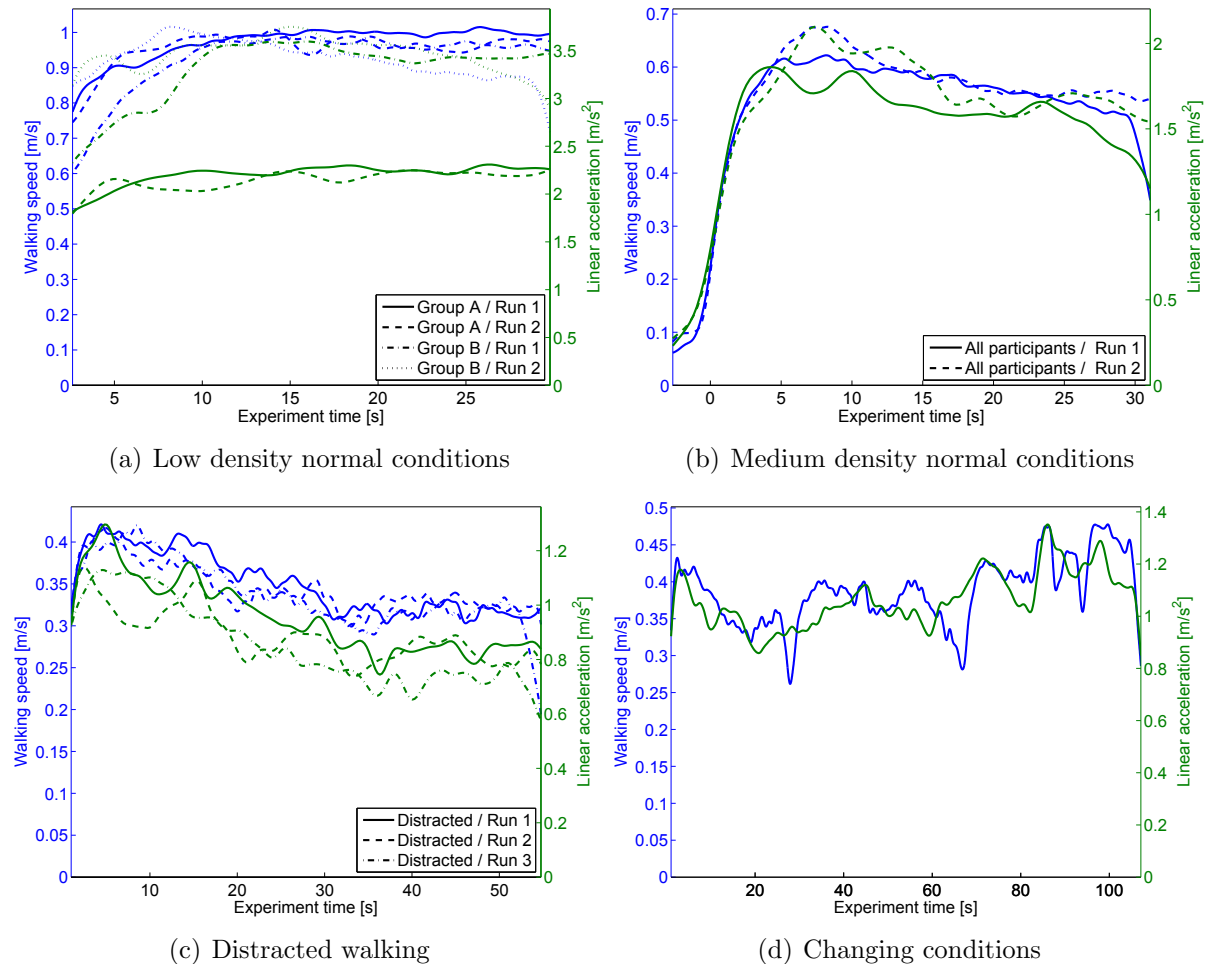 1
0.9
0.8
0.7
0.6
0.5
0.4
0.3
0.2
0.1
0
Walking speed [m/s]
3.5
3
2.5
2
1.5
1
0.5
0
Linear acceleration [m/s²]
5 10 15 20 25
Experiment time [s]
Group A / Run 1
Group A / Run 2
Group B / Run 1
Group B / Run 2
(a) Low density normal conditions
0.7
0.6
0.5
0.4
0.3
0.2
0.1
0
Walking speed [m/s]
2
1.5
1
0.5
0
Linear acceleration [m/s²]
0 5 10 15 20 25 30
Experiment time [s]
All participants / Run 1
All participants / Run 2
(b) Medium density normal conditions
0.4
0.35
0.3
0.25
0.2
0.15
0.1
0.05
0
Walking speed [m/s]
1.2
1
0.8
0.6
0.4
0.2
0
Linear acceleration [m/s²]
10 20 30 40 50
Experiment time [s]
Distracted / Run 1
Distracted / Run 2
Distracted / Run 3
(c) Distracted walking
0.5
0.45
0.4
0.35
0.3
0.25
0.2
0.15
0.1
0.05
0
Walking speed [m/s]
1.4
1.2
1
0.8
0.6
0.4
0.2
0
Linear acceleration [m/s²]
20 40 60 80 100
Experiment time [s]
(d) Changing conditions